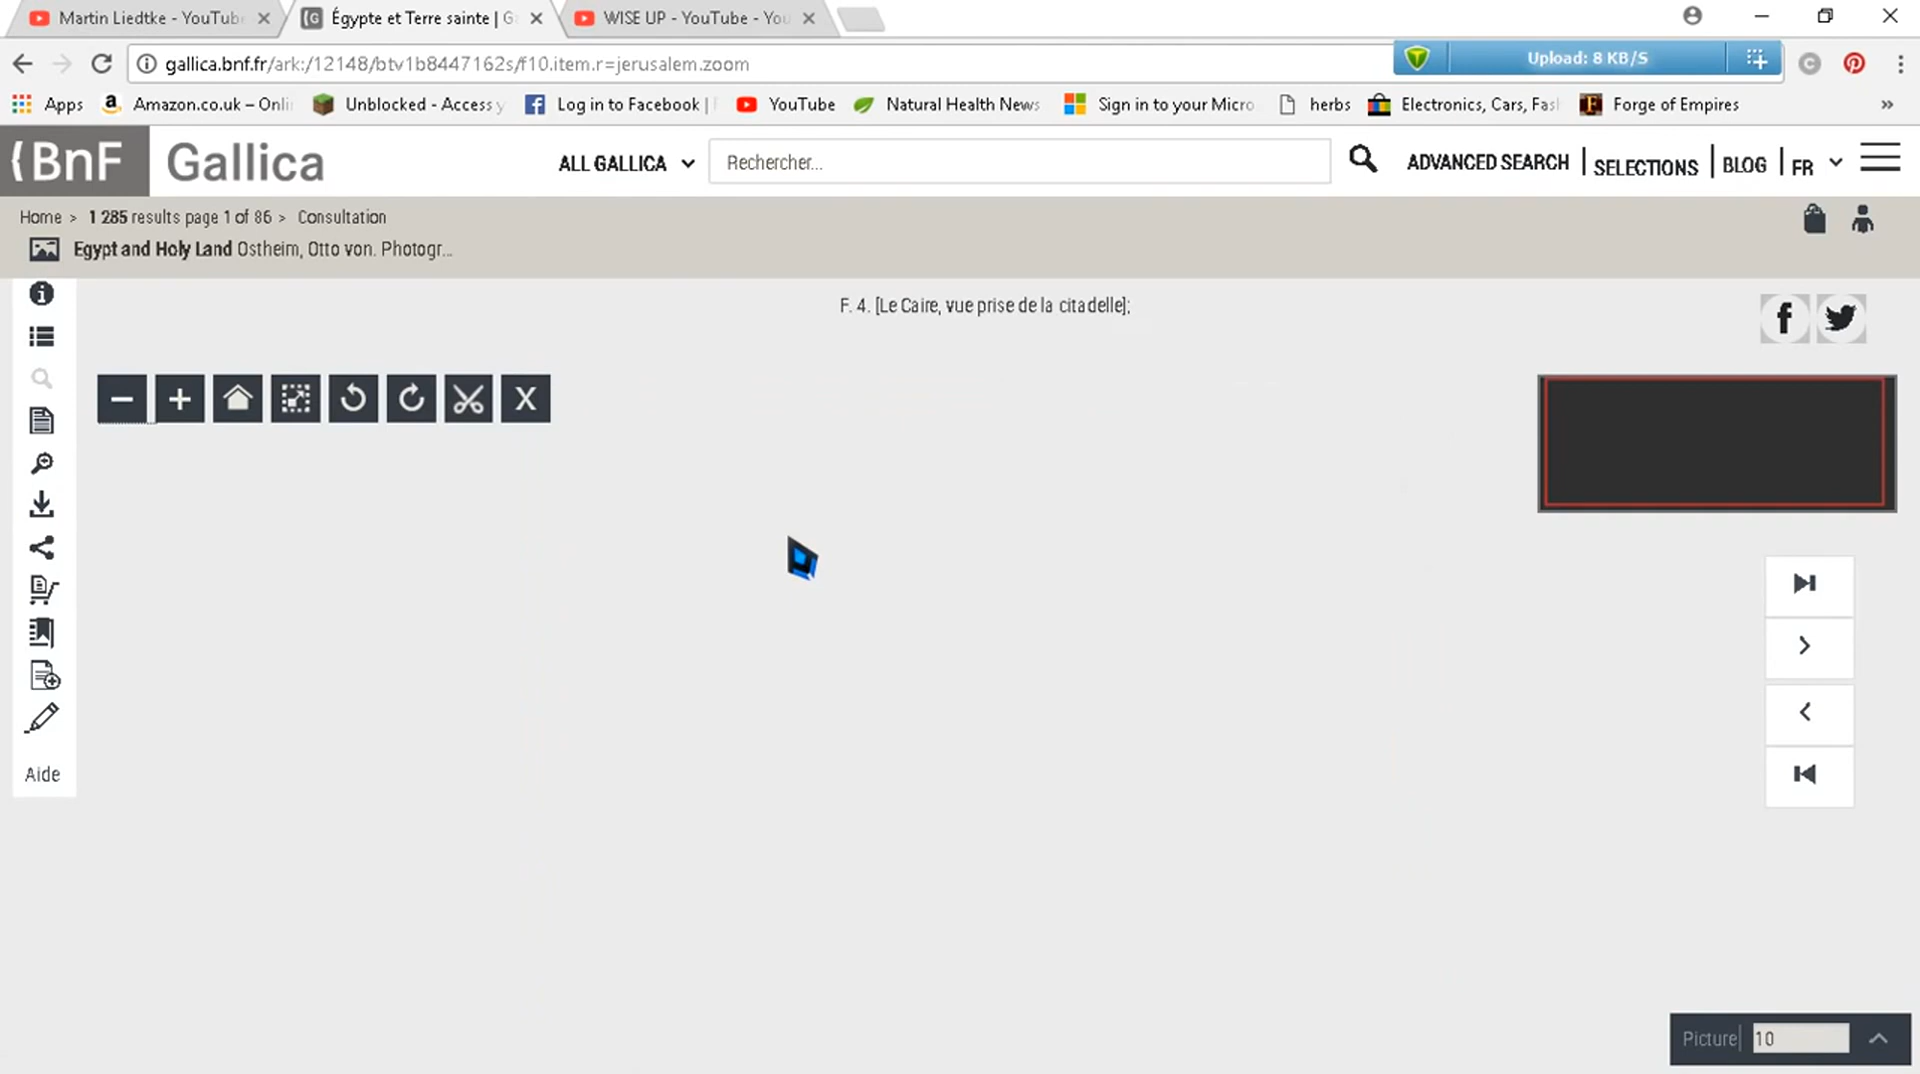 Martin Liedtke - YouTube
Égypte et Terre sainte | G
WISE UP - YouTube - You
gallica.bnf.fr/ark:/12148/btv1b8447162s/f10.item.r=jerusalem.zoom
Upload: 8 KB/S
Apps
Amazon.co.uk – Onli
Unblocked - Access y
Log in to Facebook |
YouTube
Natural Health News
Sign in to your Micro
herbs
Electronics, Cars, Fas
Forge of Empires
»
(BnF Gallica
ALL GALLICA
Rechercher...
ADVANCED SEARCH | SELECTIONS | BLOG | FR
Home > 1 285 results page 1 of 86 > Consultation
Egypt and Holy Land Ostheim, Otto von. Photogr...
F. 4. [Le Caire, vue prise de la citadelle];
X
Aide
Picture 10